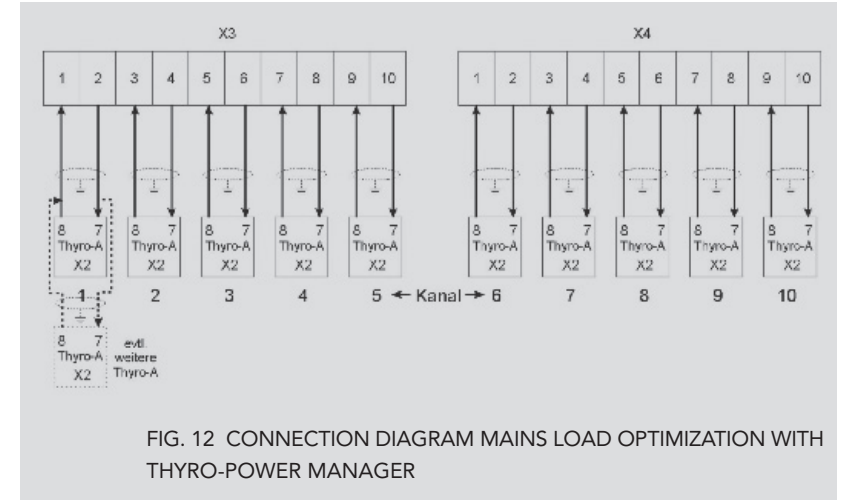 X3 X4
1 2 3 4 5 6 7 8 9 10 1 2 3 4 5 6 7 8 9 10
8 7 8 7 8 7 8 7 8 7 8 7 8 7 8 7 8 7 8 7
Thyro-A Thyro-A Thyro-A Thyro-A Thyro-A Thyro-A Thyro-A Thyro-A Thyro-A Thyro-A
X2 X2 X2 X2 X2 X2 X2 X2 X2 X2
1 2 3 4 5 Kanal 6 7 8 9 10
8 7 evtl.
Thyro-A weitere
X2 Thyro-A
FIG. 12 CONNECTION DIAGRAM MAINS LOAD OPTIMIZATION WITH
THYRO-POWER MANAGER